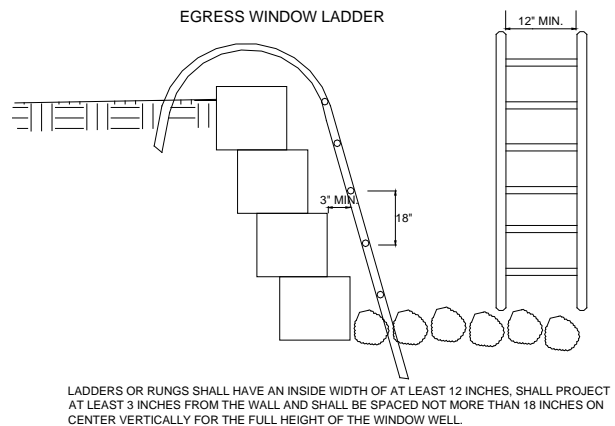 EGRESS WINDOW LADDER
12" MIN.
3" MIN.
18"
LADDERS OR RUNGS SHALL HAVE AN INSIDE WIDTH OF AT LEAST 12 INCHES, SHALL PROJECT
AT LEAST 3 INCHES FROM THE WALL AND SHALL BE SPACED NOT MORE THAN 18 INCHES ON
CENTER VERTICALLY FOR THE FULL HEIGHT OF THE WINDOW WELL.